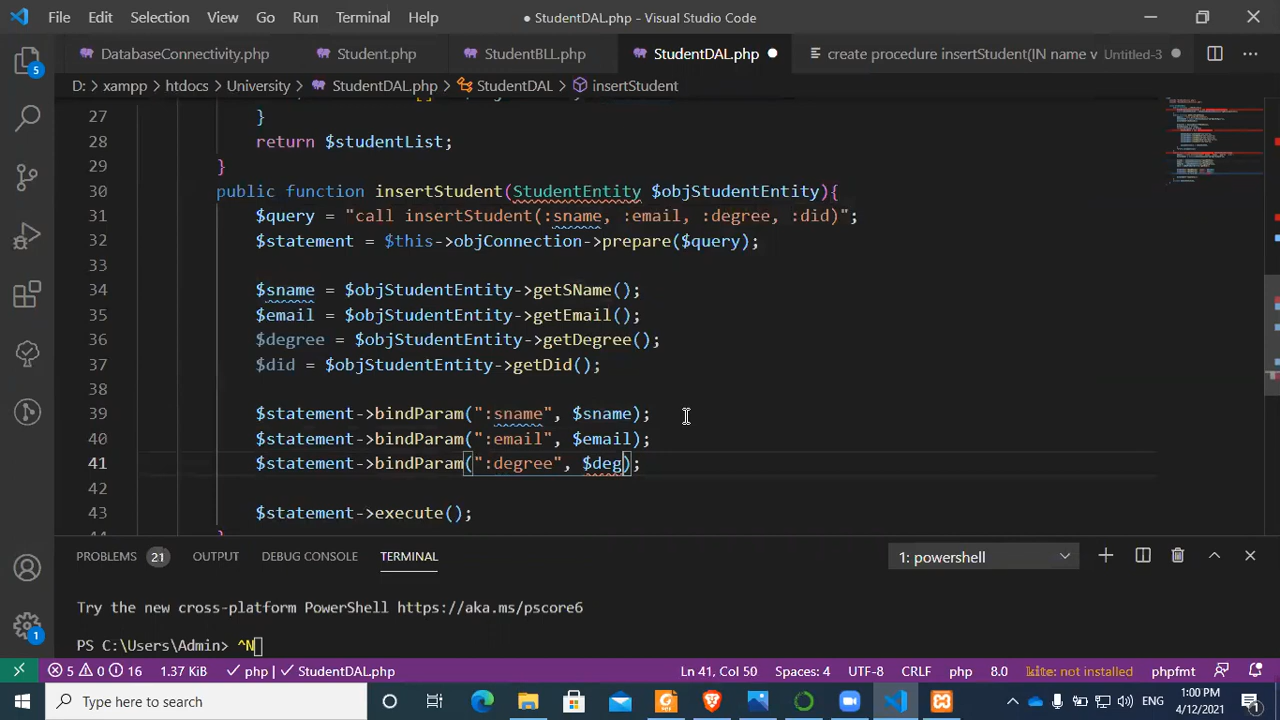 File Edit Selection View Go Run Terminal Help ● StudentDAL.php - Visual Studio Code
DatabaseConnectivity.php Student.php StudentBLL.php StudentDAL.php create procedure insertStudent(IN name v Untitled-3
D: > xampp > htdocs > University > StudentDAL.php > StudentDAL > insertStudent
27 }
28 return $studentList;
29 }
30 public function insertStudent(StudentEntity $objStudentEntity){
31 $query = "call insertStudent(:sname, :email, :degree, :did)";
32 $statement = $this->objConnection->prepare($query);
33
34 $sname = $objStudentEntity->getSName();
35 $email = $objStudentEntity->getEmail();
36 $degree = $objStudentEntity->getDegree();
37 $did = $objStudentEntity->getDid();
38
39 $statement->bindParam(":sname", $sname);
40 $statement->bindParam(":email", $email);
41 $statement->bindParam(":degree", $deg);
42
43 $statement->execute();
44 }
PROBLEMS 21 OUTPUT DEBUG CONSOLE TERMINAL 1: powershell
Try the new cross-platform PowerShell https://aka.ms/pscore6
PS C:\Users\Admin> ^N
5 0 16 1.37 KiB php | StudentDAL.php Ln 41, Col 50 Spaces: 4 UTF-8 CRLF php 8.0 kite: not installed phpfmt
Type here to search ENG 1:00 PM
4/12/2021
5
1